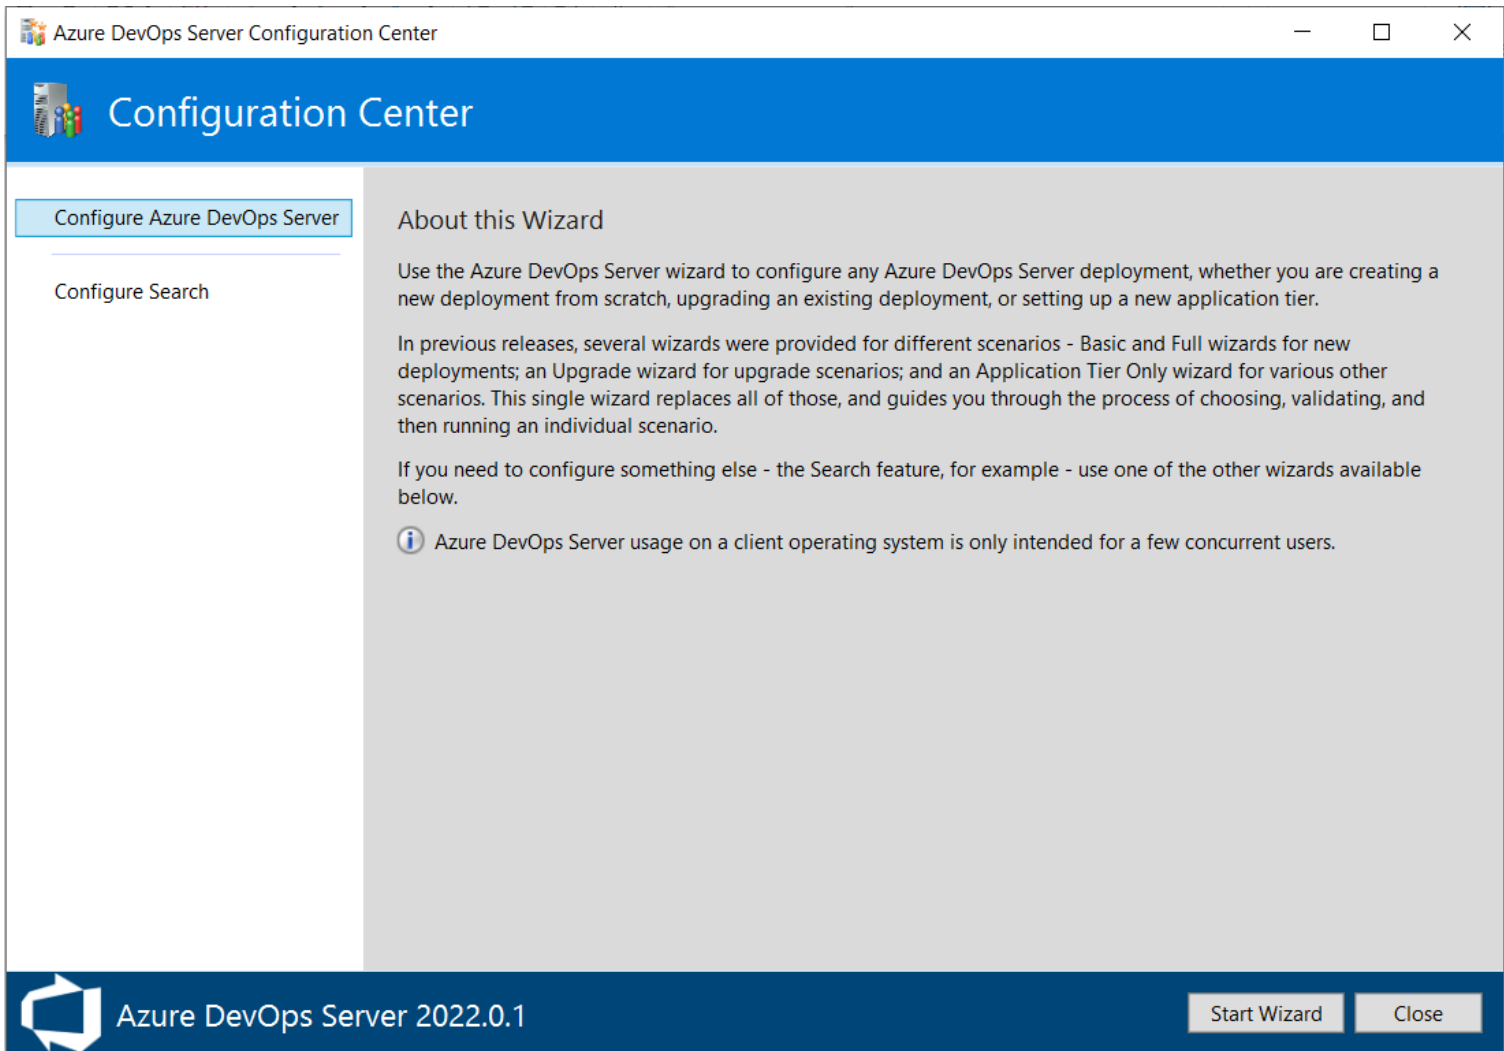 Azure DevOps Server Configuration Center
Configuration Center
Configure Azure DevOps Server
Configure Search
About this Wizard
Use the Azure DevOps Server wizard to configure any Azure DevOps Server deployment, whether you are creating a
new deployment from scratch, upgrading an existing deployment, or setting up a new application tier.
In previous releases, several wizards were provided for different scenarios - Basic and Full wizards for new
deployments; an Upgrade wizard for upgrade scenarios; and an Application Tier Only wizard for various other
scenarios. This single wizard replaces all of those, and guides you through the process of choosing, validating, and
then running an individual scenario.
If you need to configure something else - the Search feature, for example - use one of the other wizards available
below.
Azure DevOps Server usage on a client operating system is only intended for a few concurrent users.
Azure DevOps Server 2022.0.1
Start Wizard
Close